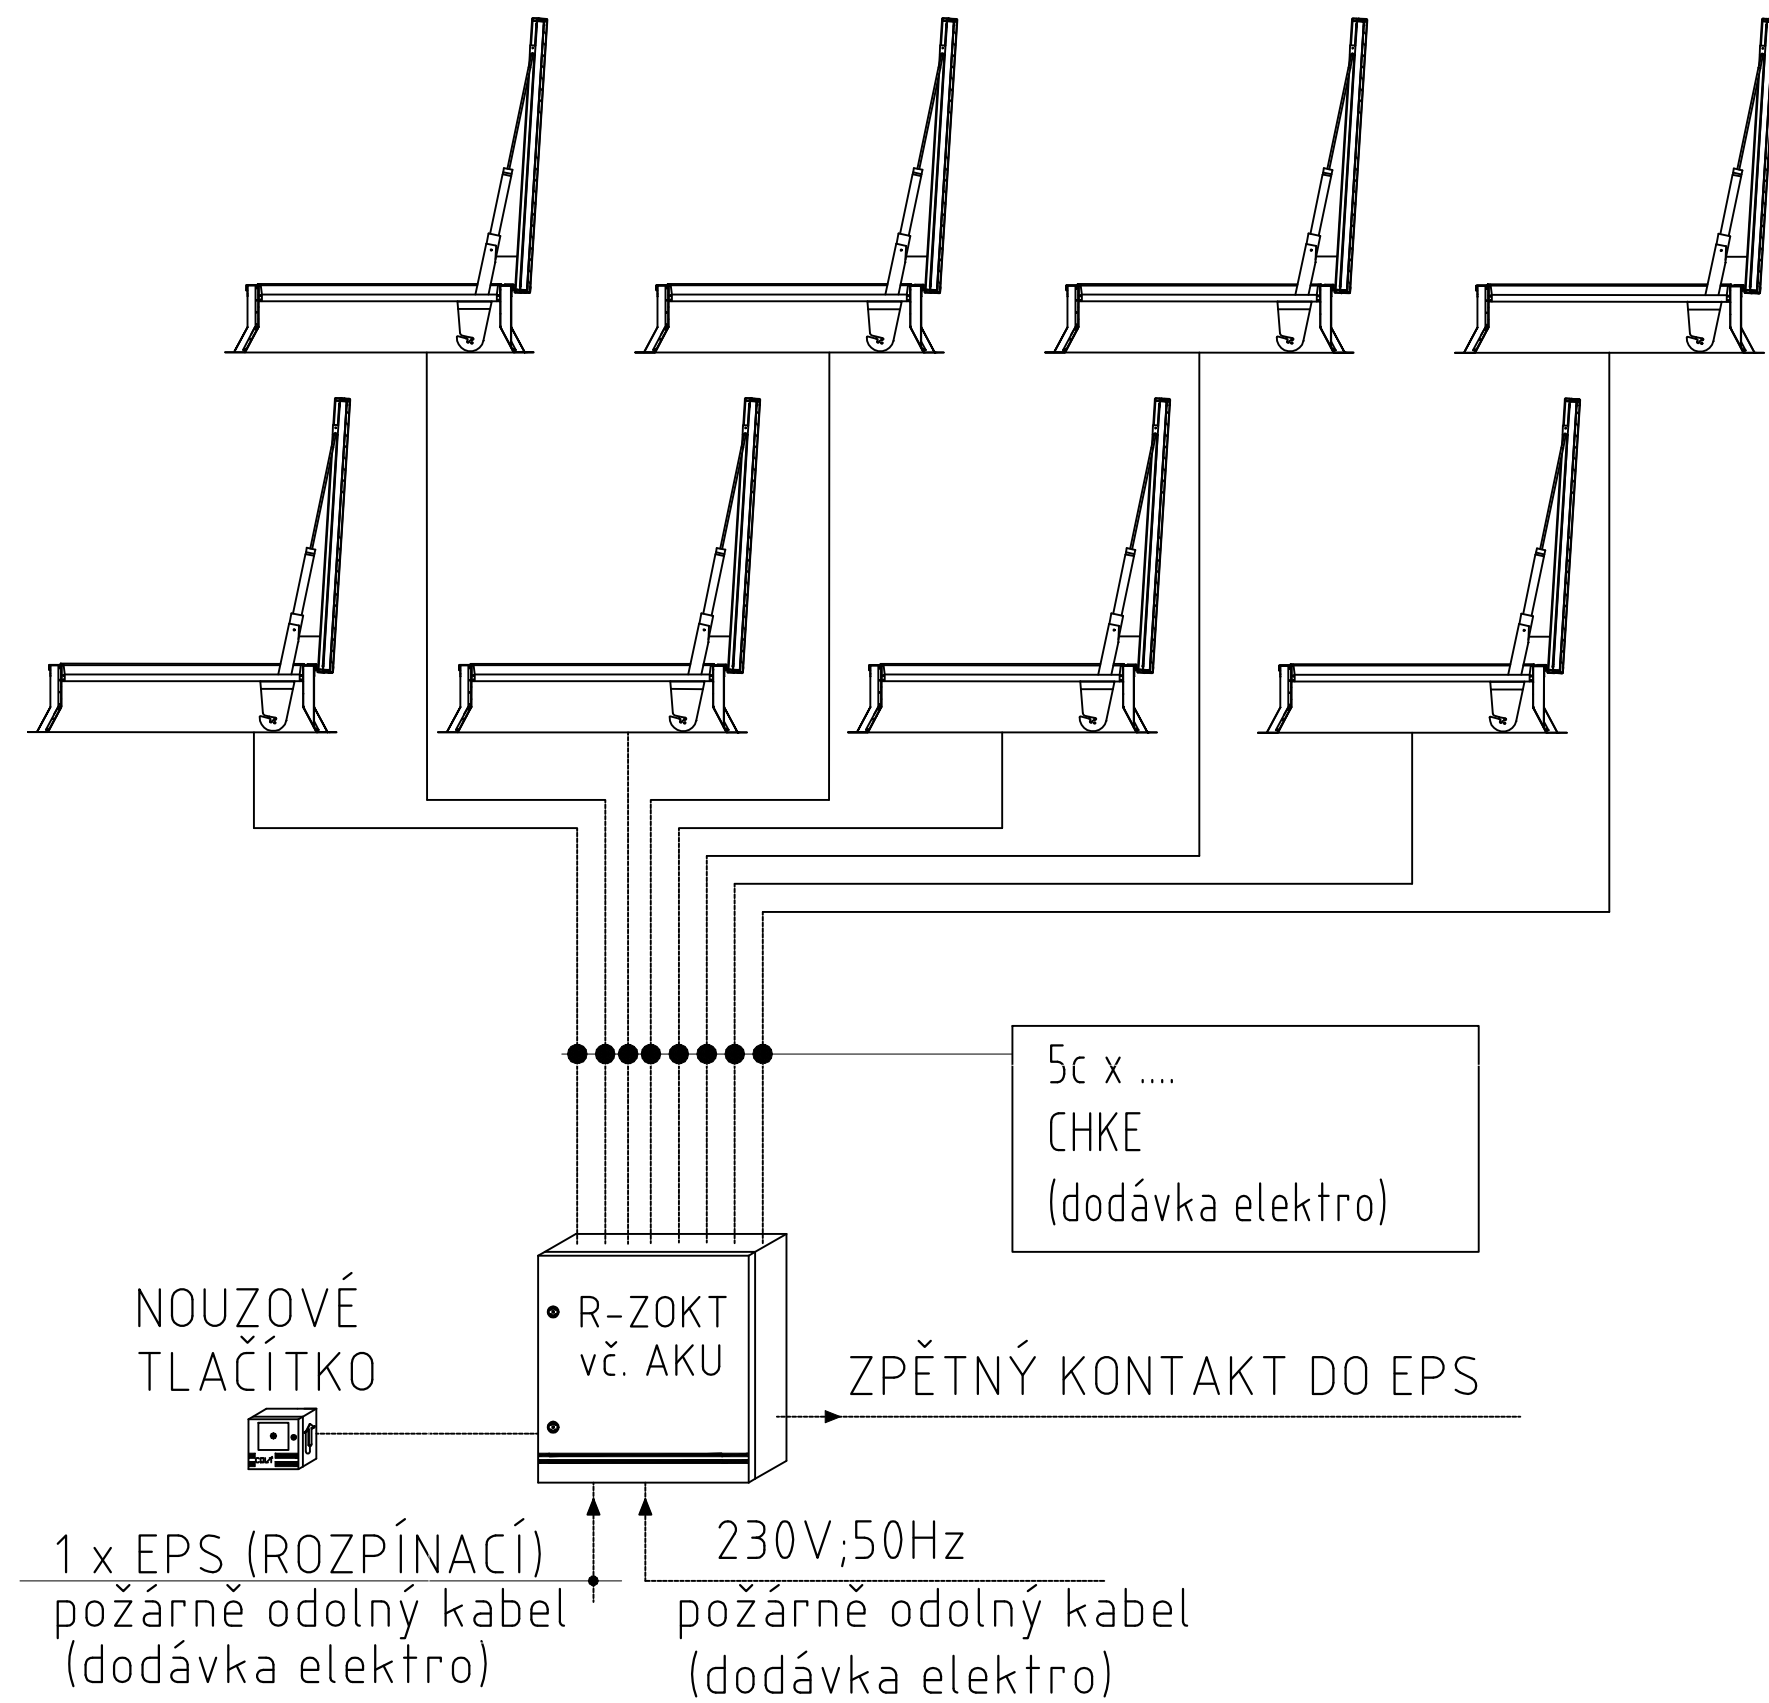 5c x ....
CHKE
(dodávka elektro)
NOUZOVÉ
TLAČÍTKO
R-ZOKT
vč. AKU
ZPĚTNÝ KONTAKT DO EPS
1 x EPS (ROZPÍNACÍ)
požárně odolný kabel
(dodávka elektro)
230V;50Hz
požárně odolný kabel
(dodávka elektro)